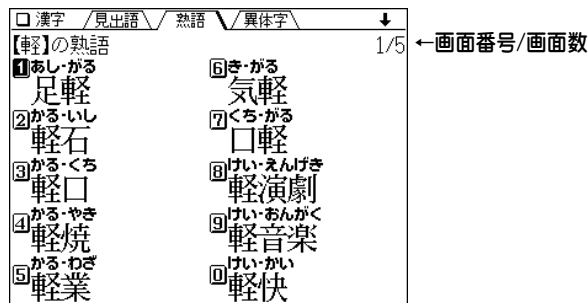 漢字 見出語 熟語 異体字 ↓
【軽】の熟語 1/5 ←画面番号/画面数
1 あし・がる
足軽
2 かる・いし
軽石
3 かる・くち
軽口
4 かる・やき
軽焼
5 かる・わざ
軽業
6 き・がる
気軽
7 くち・がる
口軽
8 けい・えんげき
軽演劇
9 けい・おんがく
軽音楽
0 けい・かい
軽快